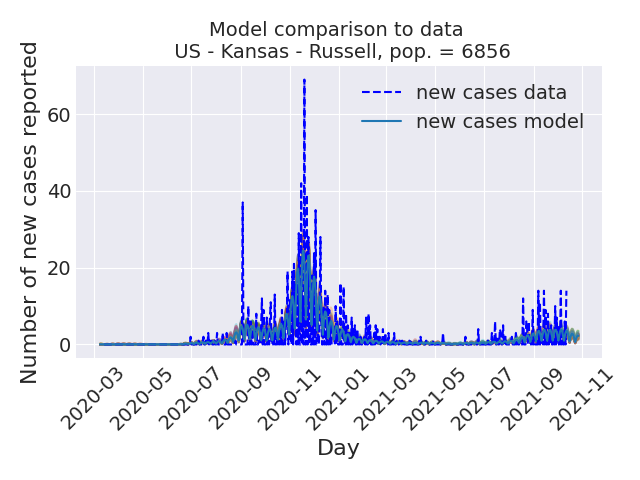 Model comparison to data
US - Kansas - Russell, pop. = 6856
Number of new cases reported
60
40
20
0
new cases data
new cases model
2020-03
2020-05
2020-07
2020-09
2020-11
2021-01
2021-03
2021-05
2021-07
2021-09
2021-11
Day